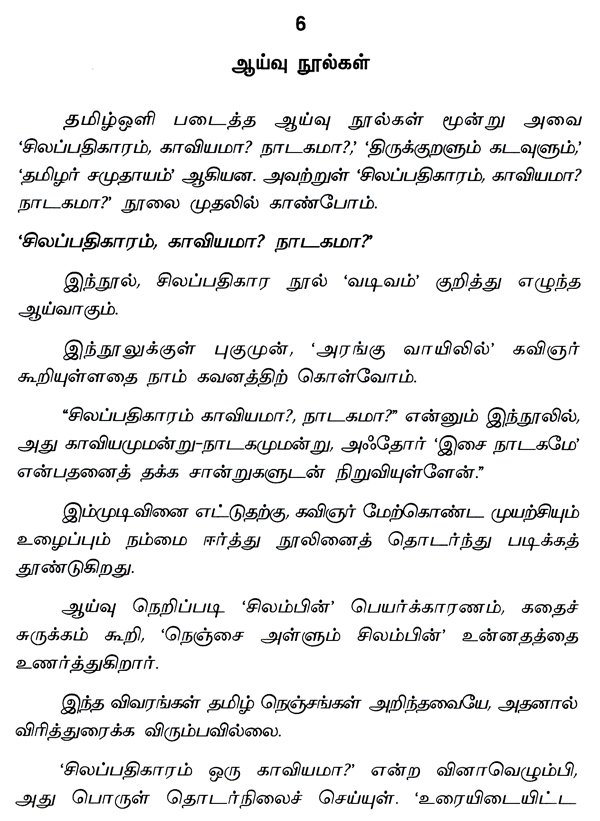 6
ஆய்வு நூல்கள்
தமிழ்ஒளி படைத்த ஆய்வு நூல்கள் மூன்று அவை
‘சிலப்பதிகாரம், காவியமா? நாடகமா?,’ ‘திருக்குறளும் கடவுளும்,’
‘தமிழர் சமுதாயம்’ ஆகியன. அவற்றுள் ‘சிலப்பதிகாரம், காவியமா?
நாடகமா?’ நூலை முதலில் காண்போம்.
‘சிலப்பதிகாரம், காவியமா? நாடகமா?’
இந்நூல், சிலப்பதிகார நூல் ‘வடிவம்’ குறித்து எழுந்த
ஆய்வாகும்.
இந்நூலுக்குள் புகுமுன், ‘அரங்கு வாயிலில்’ கவிஞர்
கூறியுள்ளதை நாம் கவனத்திற் கொள்வோம்.
“சிலப்பதிகாரம் காவியமா?, நாடகமா?” என்னும் இந்நூலில்,
அது காவியமுமன்று-நாடகமுமன்று, அஃதோர் ‘இசை நாடகமே’
என்பதனைத் தக்க சான்றுகளுடன் நிறுவியுள்ளேன்.”
இம்முடிவினை எட்டுதற்கு, கவிஞர் மேற்கொண்ட முயற்சியும்
உழைப்பும் நம்மை ஈர்த்து நூலினைத் தொடர்ந்து படிக்கத்
தூண்டுகிறது.
ஆய்வு நெறிப்படி ‘சிலம்பின்’ பெயர்க்காரணம், கதைச்
சுருக்கம் கூறி, ‘நெஞ்சை அள்ளும் சிலம்பின்’ உன்னதத்தை
உணர்த்துகிறார்.
இந்த விவரங்கள் தமிழ் நெஞ்சங்கள் அறிந்தவையே, அதனால்
விரித்துரைக்க விரும்பவில்லை.
‘சிலப்பதிகாரம் ஒரு காவியமா?’ என்ற வினாவெழும்பி,
அது பொருள் தொடர்நிலைச் செய்யுள். ‘உரையிடையிட்ட